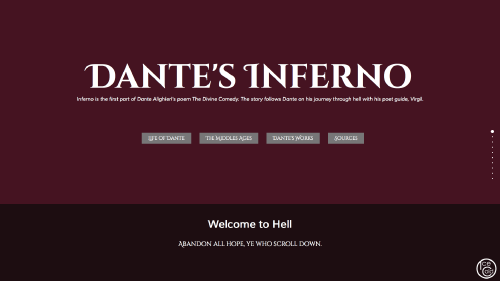 Dante's Inferno
Inferno is the first part of Dante Alighieri's poem The Divine Comedy. The story follows Dante on his journey through hell with his poet guide, Virgil.
Life of Dante
The Middles Ages
Dante's Works
Sources
Welcome to Hell
Abandon all hope, ye who scroll down.